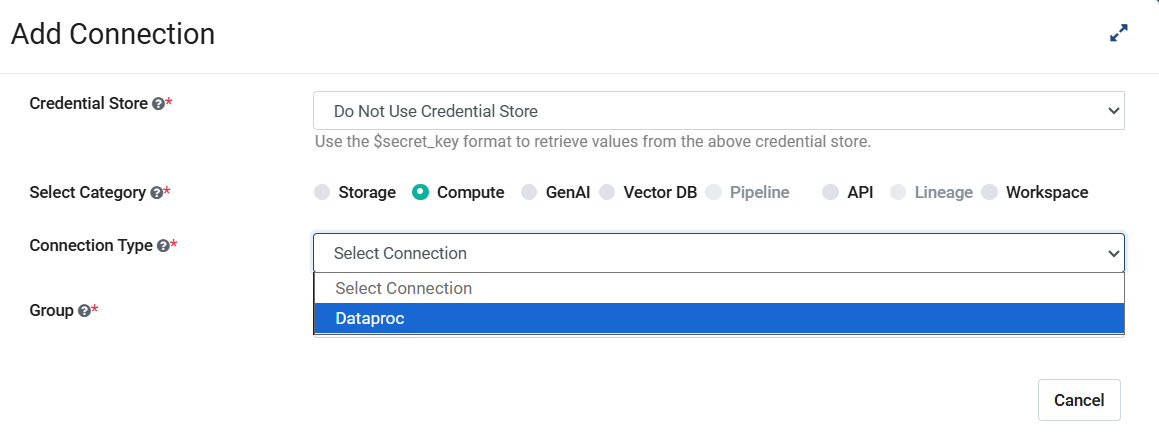 Add Connection
Credential Store ?*
Do Not Use Credential Store
Use the $secret_key format to retrieve values from the above credential store.
Select Category ?*
Storage Compute GenAI Vector DB Pipeline API Lineage Workspace
Connection Type ?*
Select Connection
Select Connection
Dataproc
Group ?*
Cancel